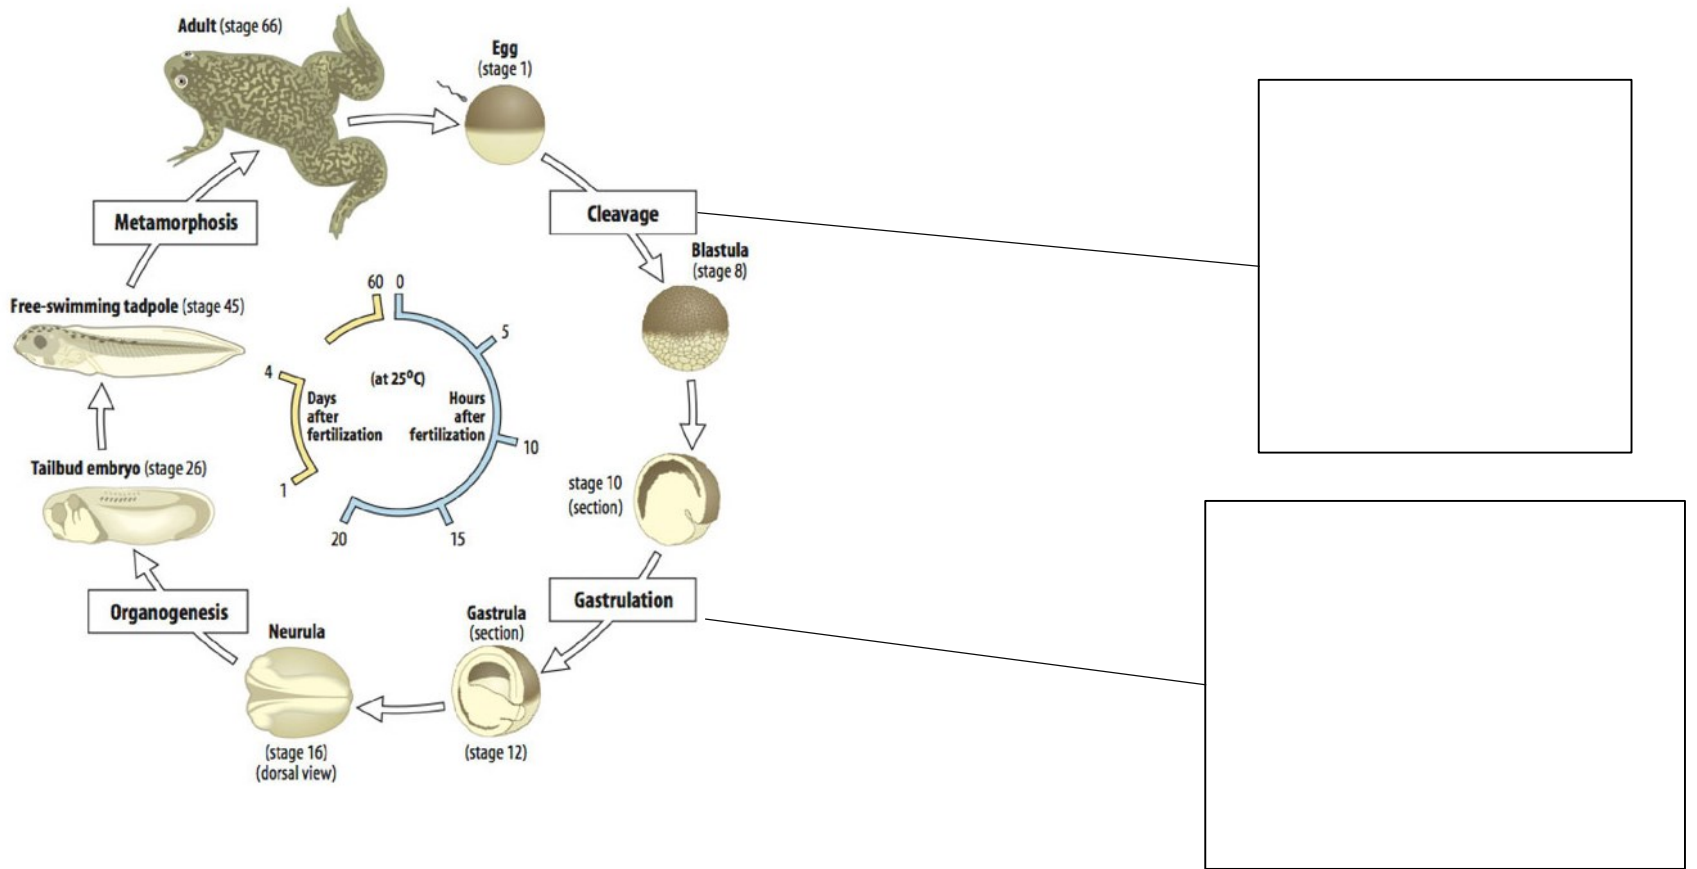 Adult (stage 66)
Egg
(stage 1)
Cleavage
Blastula
(stage 8)
stage 10
(section)
Gastrulation
Gastrula
(section)
(stage 12)
Neurula
(stage 16)
(dorsal view)
Organogenesis
Tailbud embryo (stage 26)
Free-swimming tadpole (stage 45)
Metamorphosis
60
0
5
10
15
20
1
4
(at 25°C)
Days
after
fertilization
Hours
after
fertilization